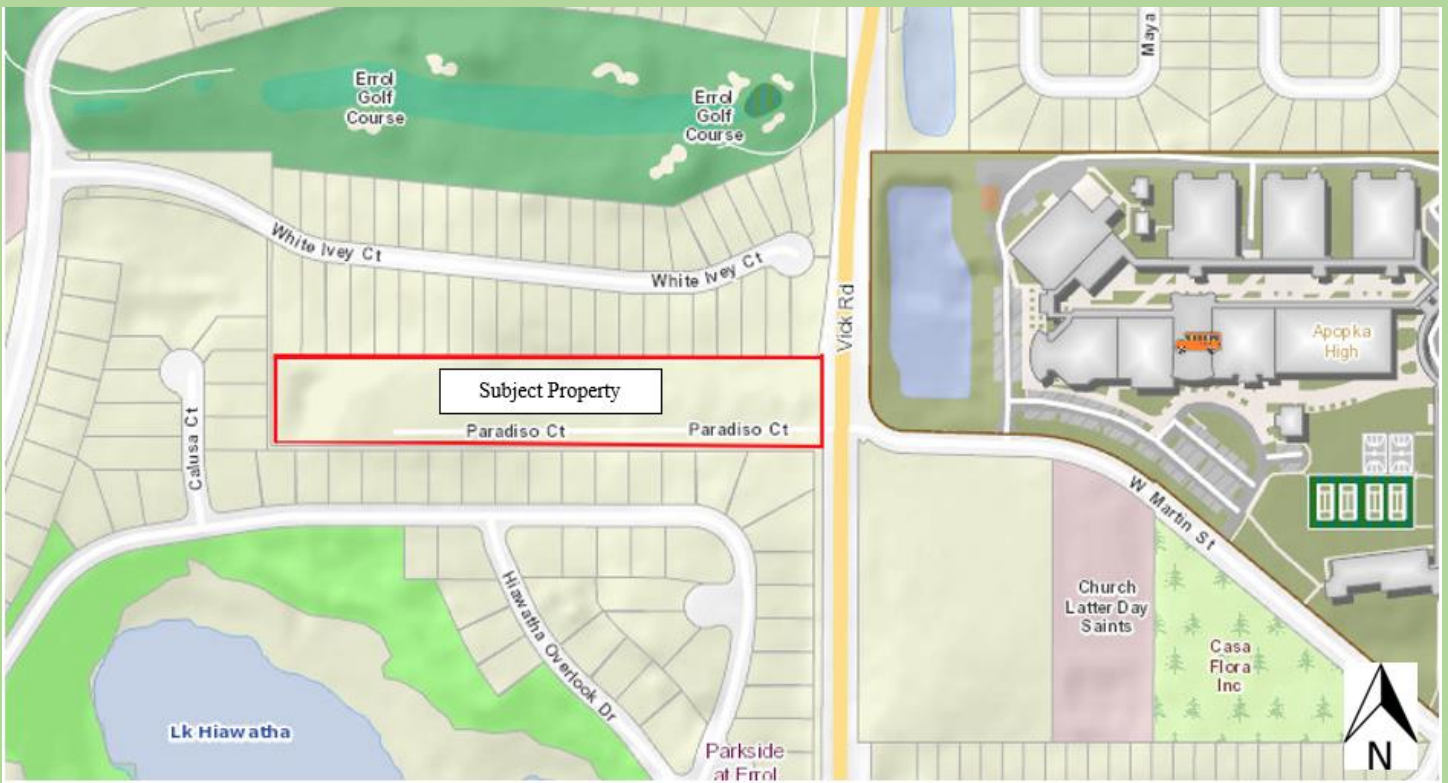 Maya
Errol
Golf
Course
Errol
Golf
Course
White Ivey Ct
White Ivey Ct
Vick Rd
Apopka
High
Subject Property
Paradiso Ct
Paradiso Ct
Calusa Ct
W Martin St
Hiawatha Overlook Dr
Church
Latter Day
Saints
Casa
Flora
Inc
Lk Hiawatha
Parkside
at Errol
N